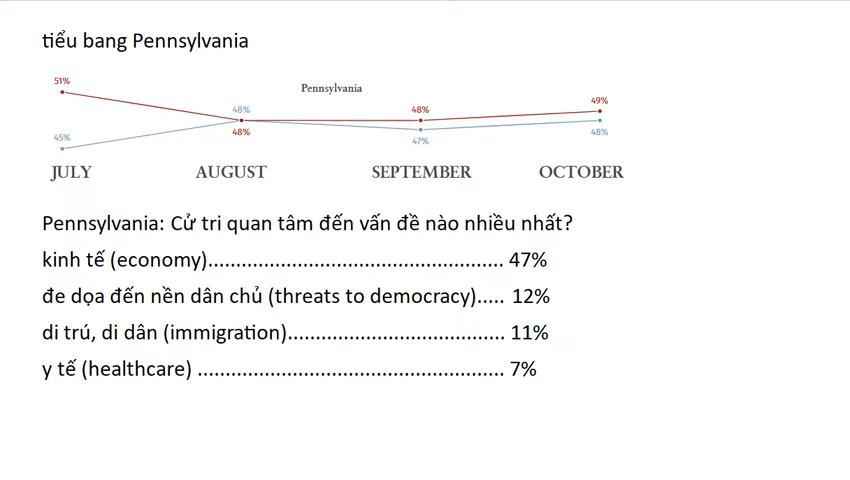 tiểu bang Pennsylvania
Pennsylvania
51%
48%
48%
49%
45%
48%
47%
48%
JULY AUGUST SEPTEMBER OCTOBER
Pennsylvania: Cử tri quan tâm đến vấn đề nào nhiều nhất?
kinh tế (economy)..................................................... 47%
đe dọa đến nền dân chủ (threats to democracy)..... 12%
di trú, di dân (immigration)....................................... 11%
y tế (healthcare) ....................................................... 7%